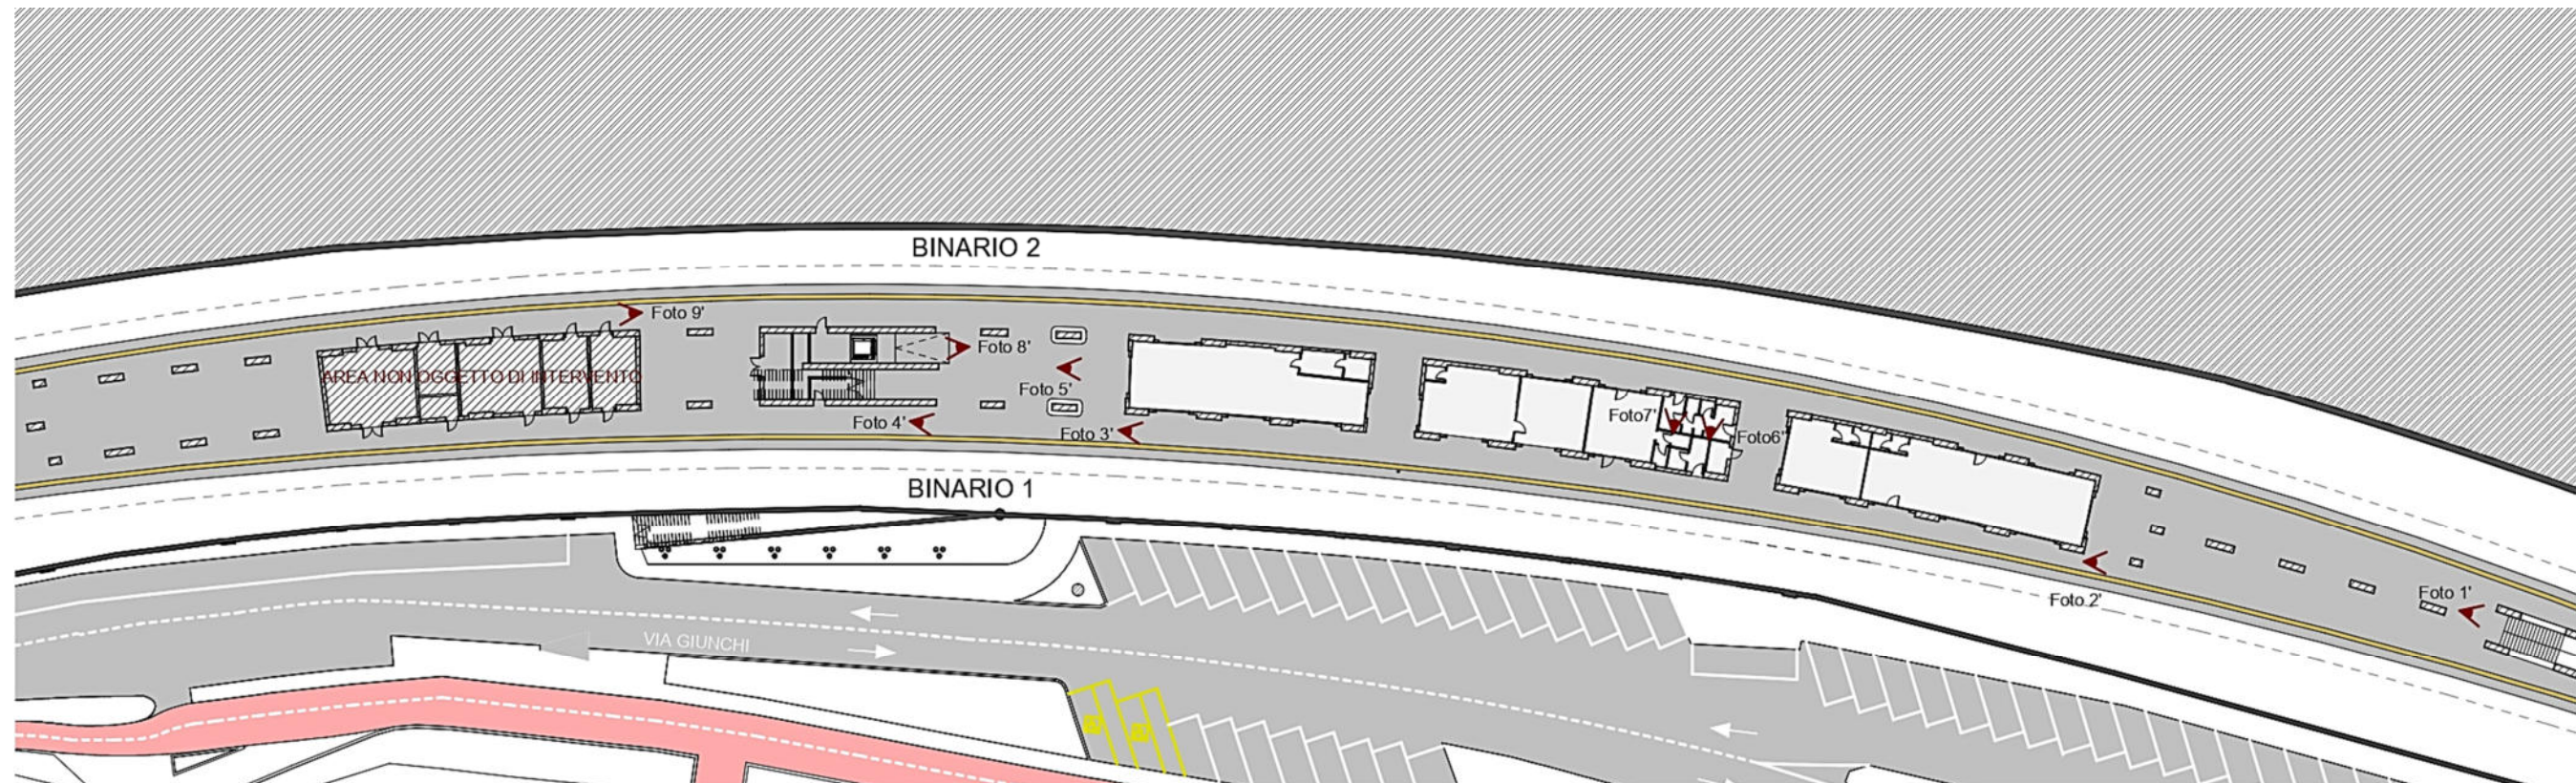 BINARIO 2
Foto 9'
Foto 8'
AREA NON OGGETTO DI INTERVENTO
Foto 5'
Foto 4'
Foto 3'
Foto7'
Foto6'
BINARIO 1
Foto 2'
Foto 1'
VIA GIUNCHI